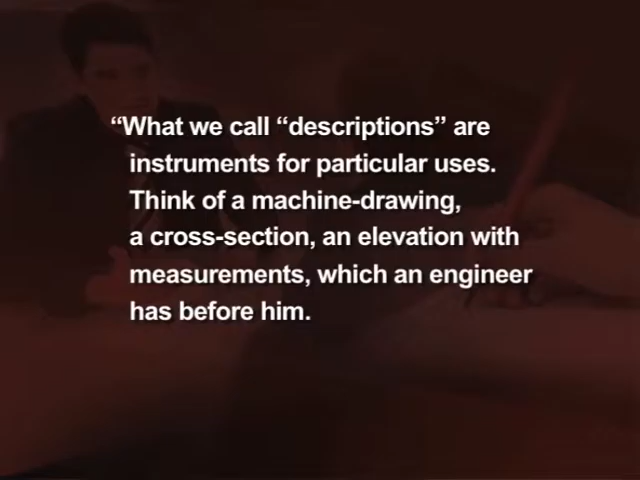 “What we call “descriptions” are
instruments for particular uses.
Think of a machine-drawing,
a cross-section, an elevation with
measurements, which an engineer
has before him.